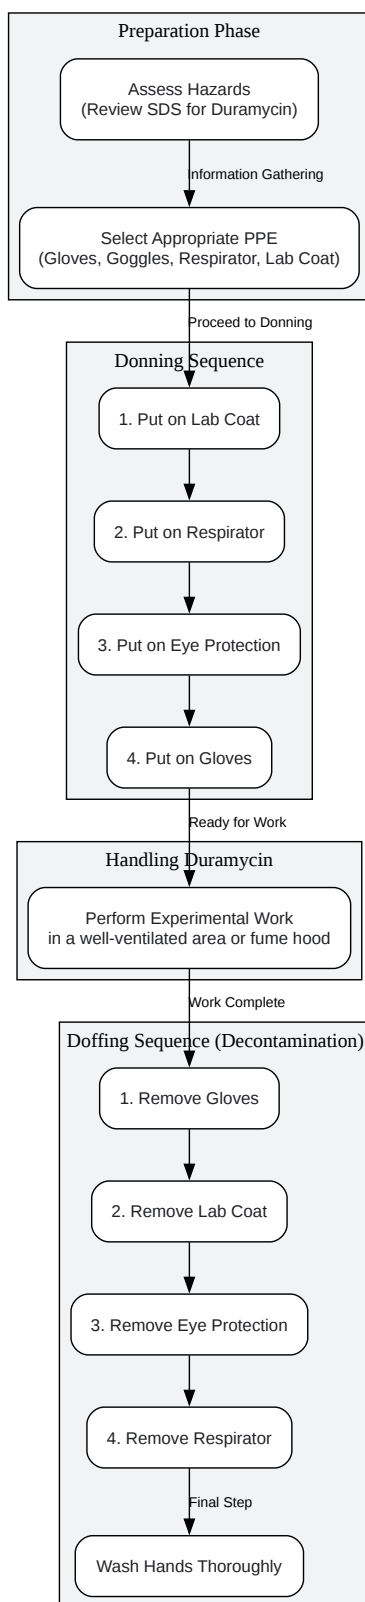 Preparation Phase
Assess Hazards
(Review SDS for Duramycin)
Information Gathering
Select Appropriate PPE
(Gloves, Goggles, Respirator, Lab Coat)
Proceed to Donning
Donning Sequence
1. Put on Lab Coat
2. Put on Respirator
3. Put on Eye Protection
4. Put on Gloves
Ready for Work
Handling Duramycin
Perform Experimental Work
in a well-ventilated area or fume hood
Work Complete
Doffing Sequence (Decontamination)
1. Remove Gloves
2. Remove Lab Coat
3. Remove Eye Protection
4. Remove Respirator
Final Step
Wash Hands Thoroughly